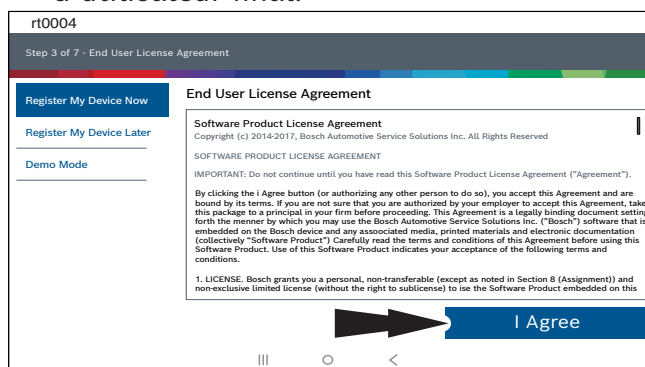 rt0004
Step 3 of 7 - End User License Agreement
Register My Device Now
Register My Device Later
Demo Mode
End User License Agreement
Software Product License Agreement
Copyright (c) 2014-2017, Bosch Automotive Service Solutions Inc. All Rights Reserved
SOFTWARE PRODUCT LICENSE AGREEMENT
IMPORTANT: Do not continue until you have read this Software Product License Agreement ("Agreement").
By clicking the i Agree button (or authorizing any other person to do so), you accept this Agreement and are
bound by its terms. If you are not sure that you are authorized by your employer to accept this Agreement, take
this package to a principal in your firm before proceeding. This Agreement is a legally binding document setting
forth the manner by which you may use the Bosch Automotive Service Solutions Inc. ("Bosch") software that is
embedded on the Bosch device and any assoociated media, printed materials and electronic documentation
(collectively "Software Product") Carefully read the terms and conditions of this Agreement before using this
Software Product. Use of this Software Product indicates your acceptance of the following terms and
conditions.
1. LICENSE. Bosch grants you a personal, non-transferable (except as noted in Section 8 (Assignment)) and
non-exclusive limited license (without the right to sublicense) to ise the Software Product embedded on this
I Agree